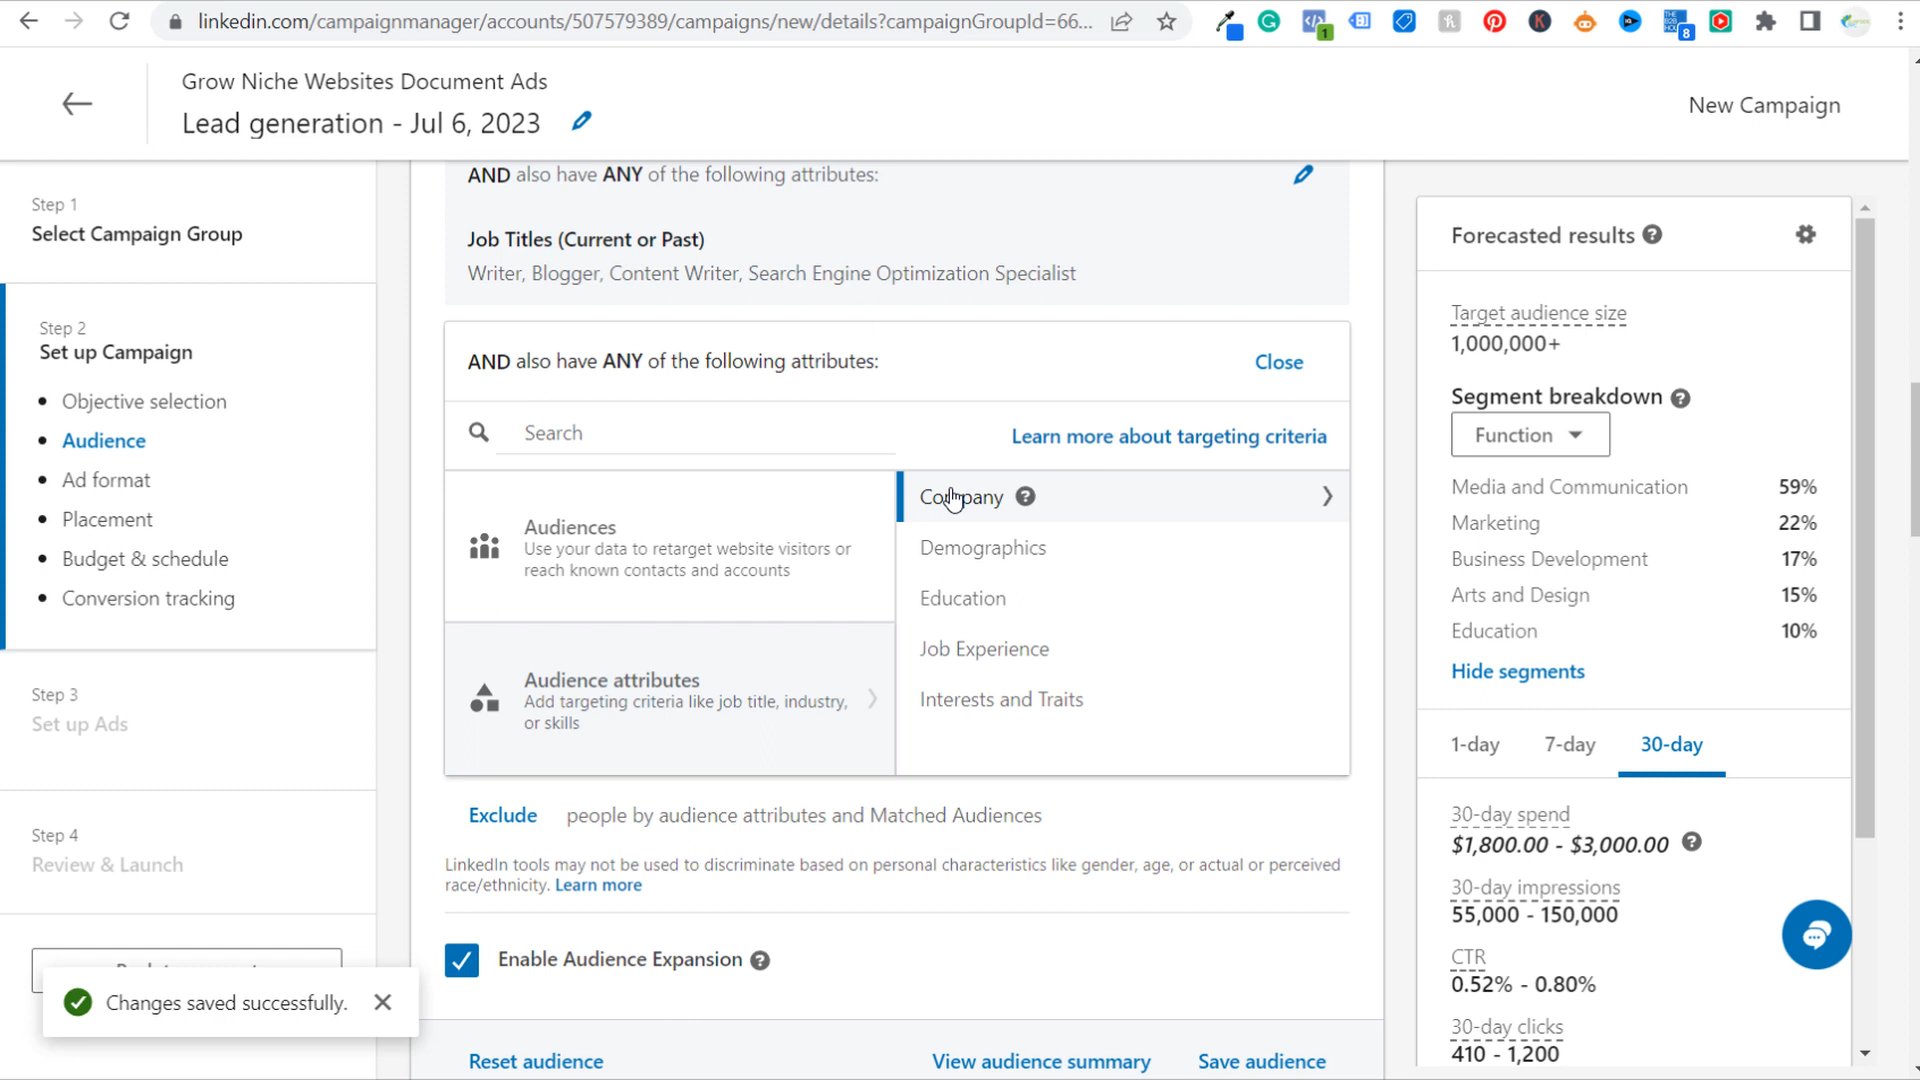 linkedin.com/campaignmanager/accounts/507579389/campaigns/new/details?campaignGroupId=66...
1
8
Grow Niche Websites Document Ads
Lead generation - Jul 6, 2023
New Campaign
Step 1
Select Campaign Group
Step 2
Set up Campaign
Objective selection
Audience
Ad format
Placement
Budget & schedule
Conversion tracking
Step 3
Set up Ads
Step 4
Review & Launch
Changes saved successfully.
AND also have ANY of the following attributes:
Job Titles (Current or Past)
Writer, Blogger, Content Writer, Search Engine Optimization Specialist
AND also have ANY of the following attributes:
Close
Search
Learn more about targeting criteria
Audiences
Use your data to retarget website visitors or
reach known contacts and accounts
Audience attributes
Add targeting criteria like job title, industry,
or skills
Company
Demographics
Education
Job Experience
Interests and Traits
Exclude people by audience attributes and Matched Audiences
LinkedIn tools may not be used to discriminate based on personal characteristics like gender, age, or actual or perceived
race/ethnicity. Learn more
Enable Audience Expansion
Reset audience
View audience summary
Save audience
Forecasted results
Target audience size
1,000,000+
Segment breakdown
Function
Media and Communication 59%
Marketing 22%
Business Development 17%
Arts and Design 15%
Education 10%
Hide segments
1-day 7-day 30-day
30-day spend
$1,800.00 - $3,000.00
30-day impressions
55,000 - 150,000
CTR
0.52% - 0.80%
30-day clicks
410 - 1,200